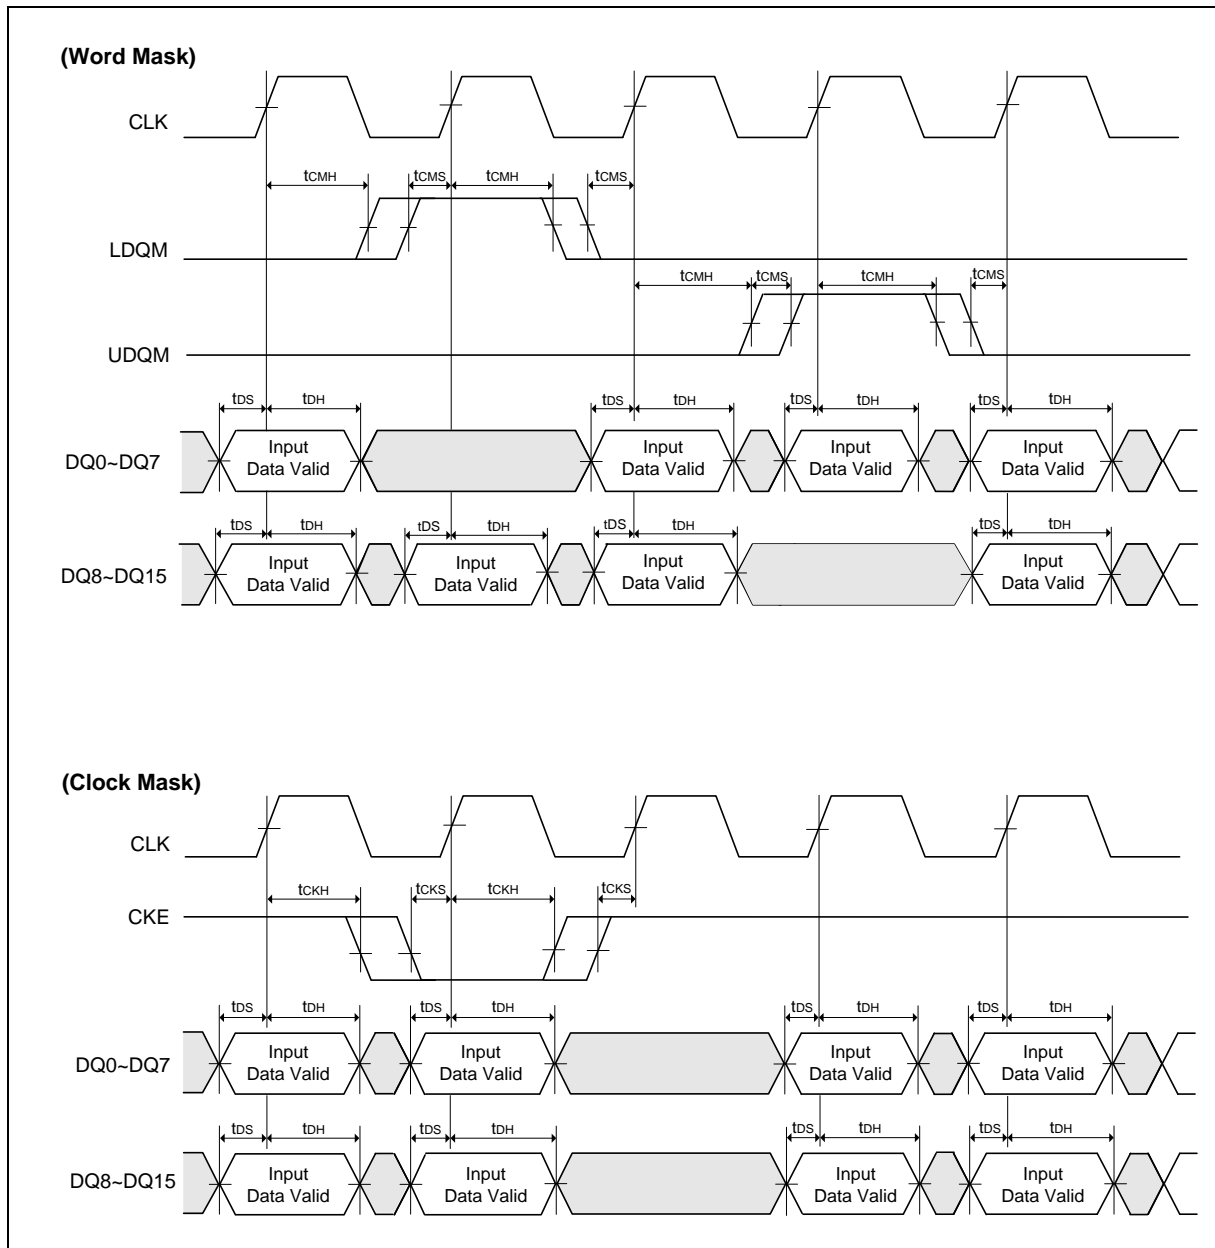 (Word Mask)
CLK
tCMH tCMS tCMH tCMS
LDQM
tCMH tCMS tCMH tCMS
UDQM
tDS tDH tDS tDH tDS tDH tDS tDH
DQ0~DQ7
Input Data Valid
Input Data Valid
Input Data Valid
Input Data Valid
tDS tDH tDS tDH tDS tDH tDS tDH
DQ8~DQ15
Input Data Valid
Input Data Valid
Input Data Valid
Input Data Valid
(Clock Mask)
CLK
tCKH tCKS tCKH tCKS
CKE
tDS tDH tDS tDH tDS tDH tDS tDH
DQ0~DQ7
Input Data Valid
Input Data Valid
Input Data Valid
Input Data Valid
tDS tDH tDS tDH tDS tDH tDS tDH
DQ8~DQ15
Input Data Valid
Input Data Valid
Input Data Valid
Input Data Valid